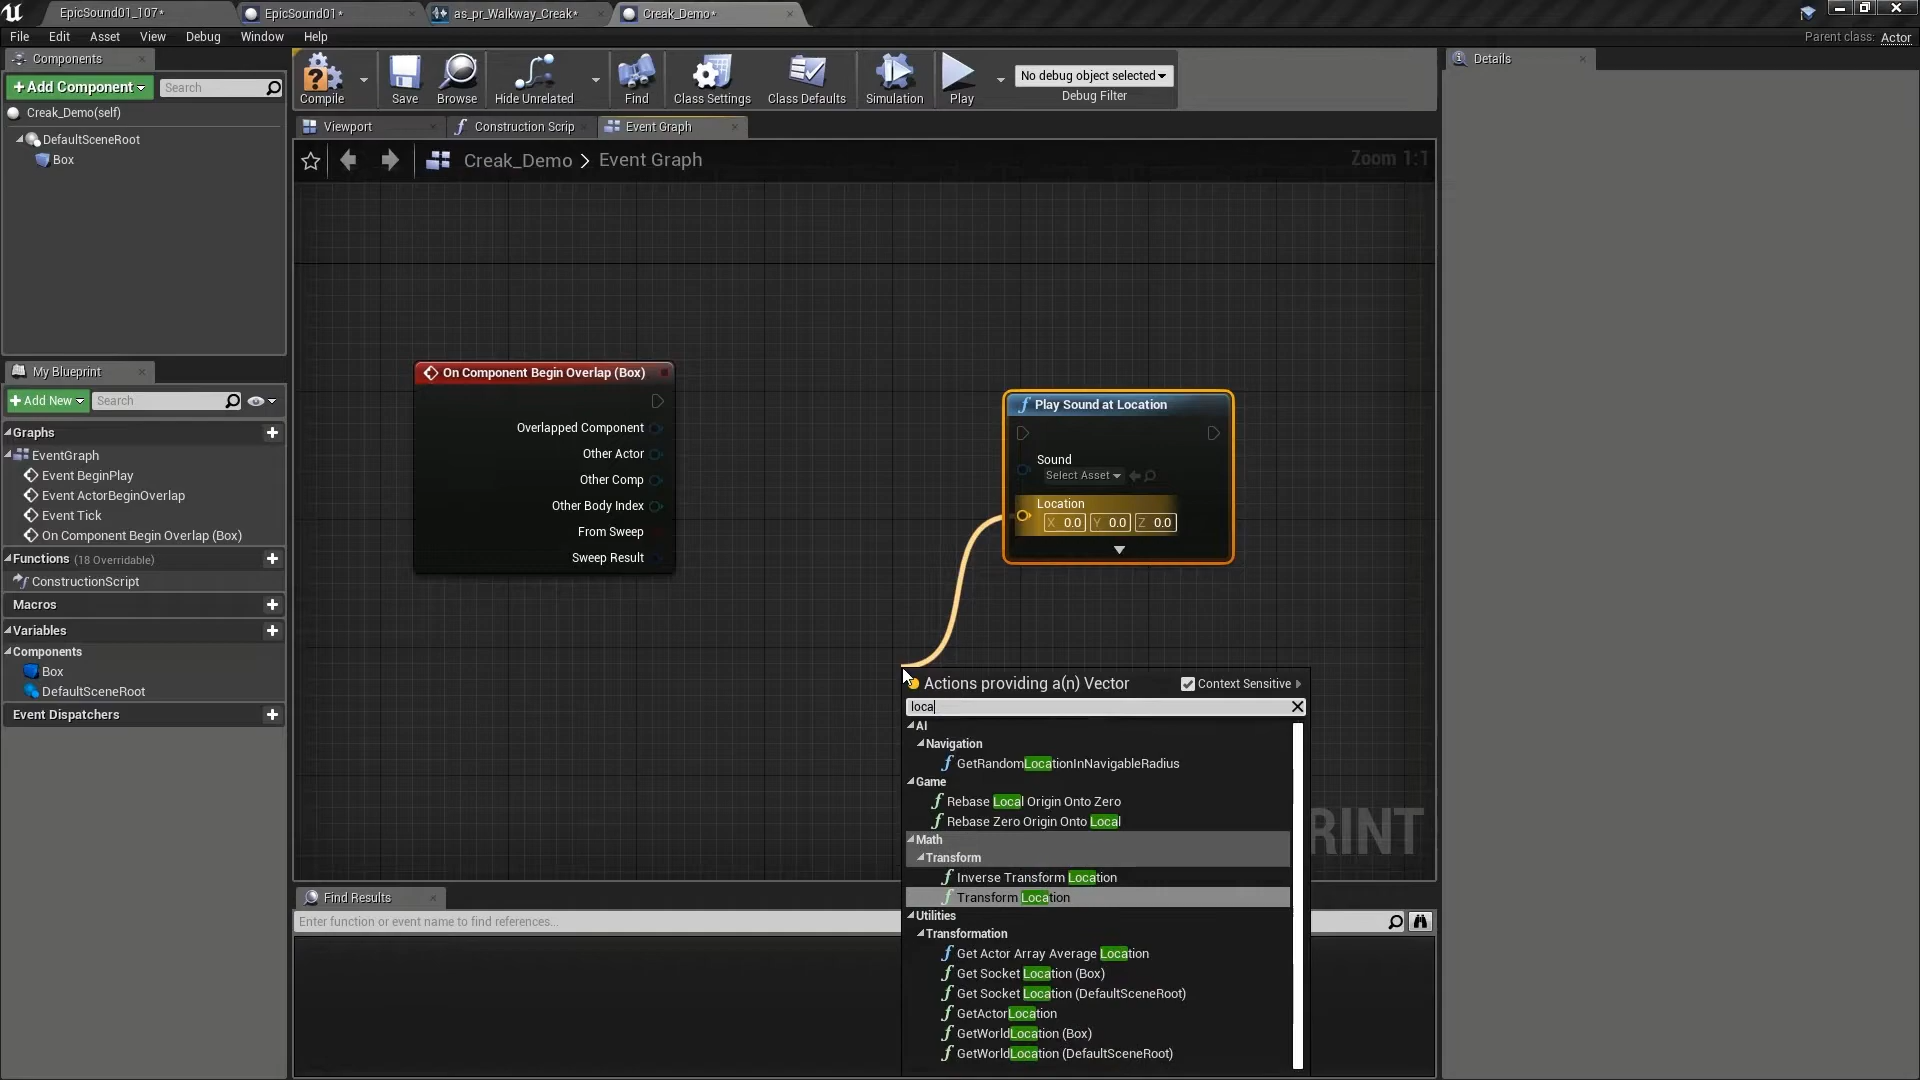 EpicSound01_107*
EpicSound01*
as_pr_Walkway_Creak*
Creak_Demo*
File Edit Asset View Debug Window Help
Parent class: Actor
Components
+Add Component
Search
Creak_Demo(self)
DefaultSceneRoot
Box
Compile
Save
Browse
Hide Unrelated
Find
Class Settings
Class Defaults
Simulation
Play
No debug object selected
Debug Filter
Details
Viewport
Construction Scrip
Event Graph
Creak_Demo > Event Graph
Zoom 1:1
My Blueprint
+Add New
Search
Graphs
EventGraph
Event BeginPlay
Event ActorBeginOverlap
Event Tick
On Component Begin Overlap (Box)
Functions (18 Overridable)
ConstructionScript
Macros
Variables
Components
Box
DefaultSceneRoot
Event Dispatchers
On Component Begin Overlap (Box)
Overlapped Component
Other Actor
Other Comp
Other Body Index
From Sweep
Sweep Result
Play Sound at Location
Sound
Select Asset
Location
X 0.0 Y 0.0 Z 0.0
Actions providing a(n) Vector
Context Sensitive
loca
AI
Navigation
GetRandomLocationInNavigableRadius
Game
Rebase Local Origin Onto Zero
Rebase Zero Origin Onto Local
Math
Transform
Inverse Transform Location
Transform Location
Utilities
Transformation
Get Actor Array Average Location
Get Socket Location (Box)
Get Socket Location (DefaultSceneRoot)
GetActorLocation
GetWorldLocation (Box)
GetWorldLocation (DefaultSceneRoot)
RINT
Find Results
Enter function or event name to find references...